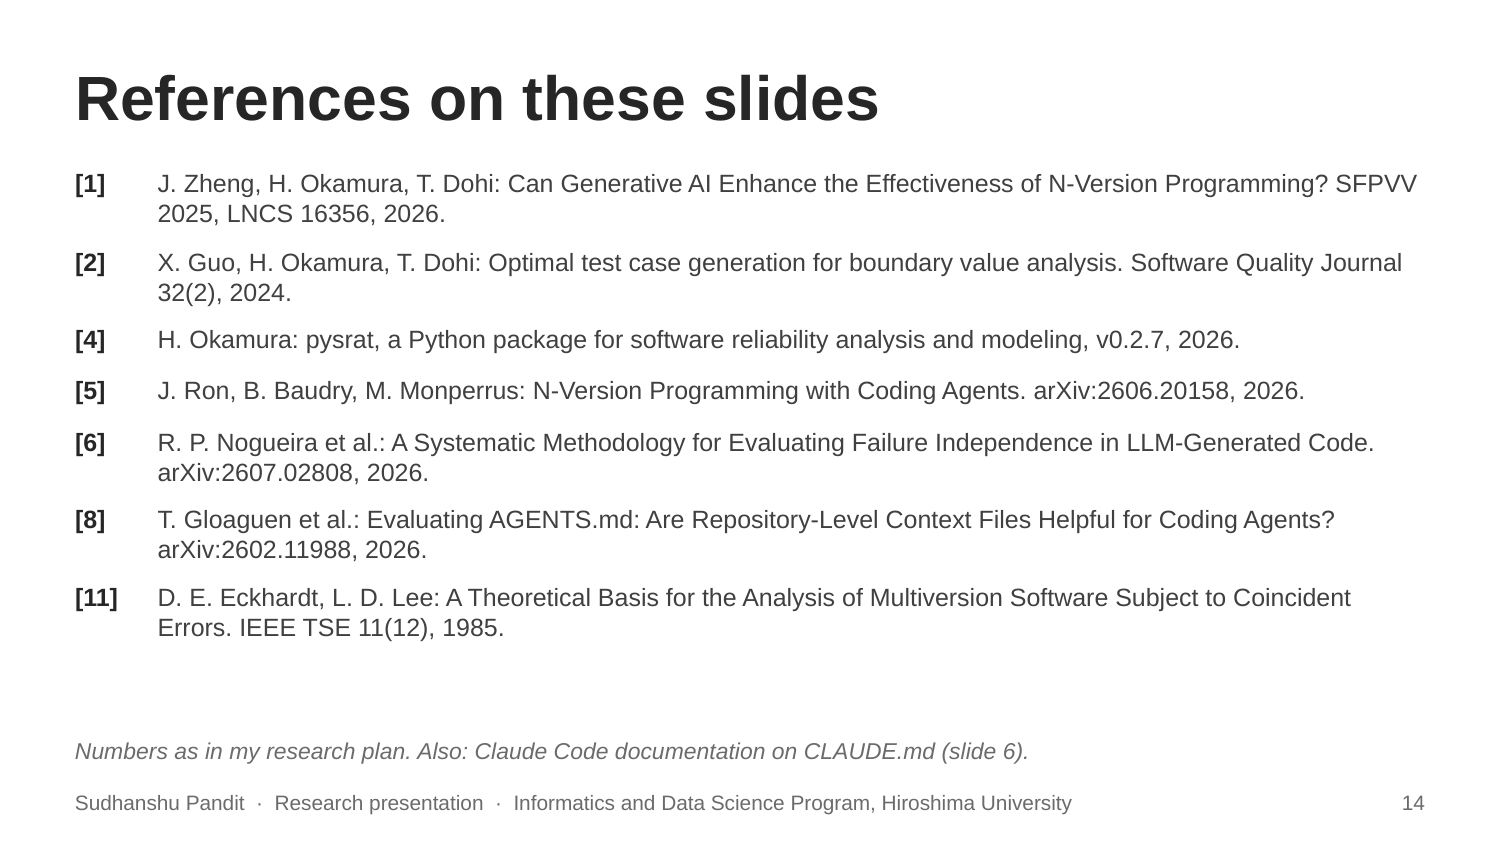 References on these slides
[1] J. Zheng, H. Okamura, T. Dohi: Can Generative AI Enhance the Effectiveness of N-Version Programming? SFPVV
2025, LNCS 16356, 2026.
[2] X. Guo, H. Okamura, T. Dohi: Optimal test case generation for boundary value analysis. Software Quality Journal
32(2), 2024.
[4] H. Okamura: pysrat, a Python package for software reliability analysis and modeling, v0.2.7, 2026.
[5] J. Ron, B. Baudry, M. Monperrus: N-Version Programming with Coding Agents. arXiv:2606.20158, 2026.
[6] R. P. Nogueira et al.: A Systematic Methodology for Evaluating Failure Independence in LLM-Generated Code.
arXiv:2607.02808, 2026.
[8] T. Gloaguen et al.: Evaluating AGENTS.md: Are Repository-Level Context Files Helpful for Coding Agents?
arXiv:2602.11988, 2026.
[11] D. E. Eckhardt, L. D. Lee: A Theoretical Basis for the Analysis of Multiversion Software Subject to Coincident
Errors. IEEE TSE 11(12), 1985.
Numbers as in my research plan. Also: Claude Code documentation on CLAUDE.md (slide 6).
Sudhanshu Pandit · Research presentation · Informatics and Data Science Program, Hiroshima University 14